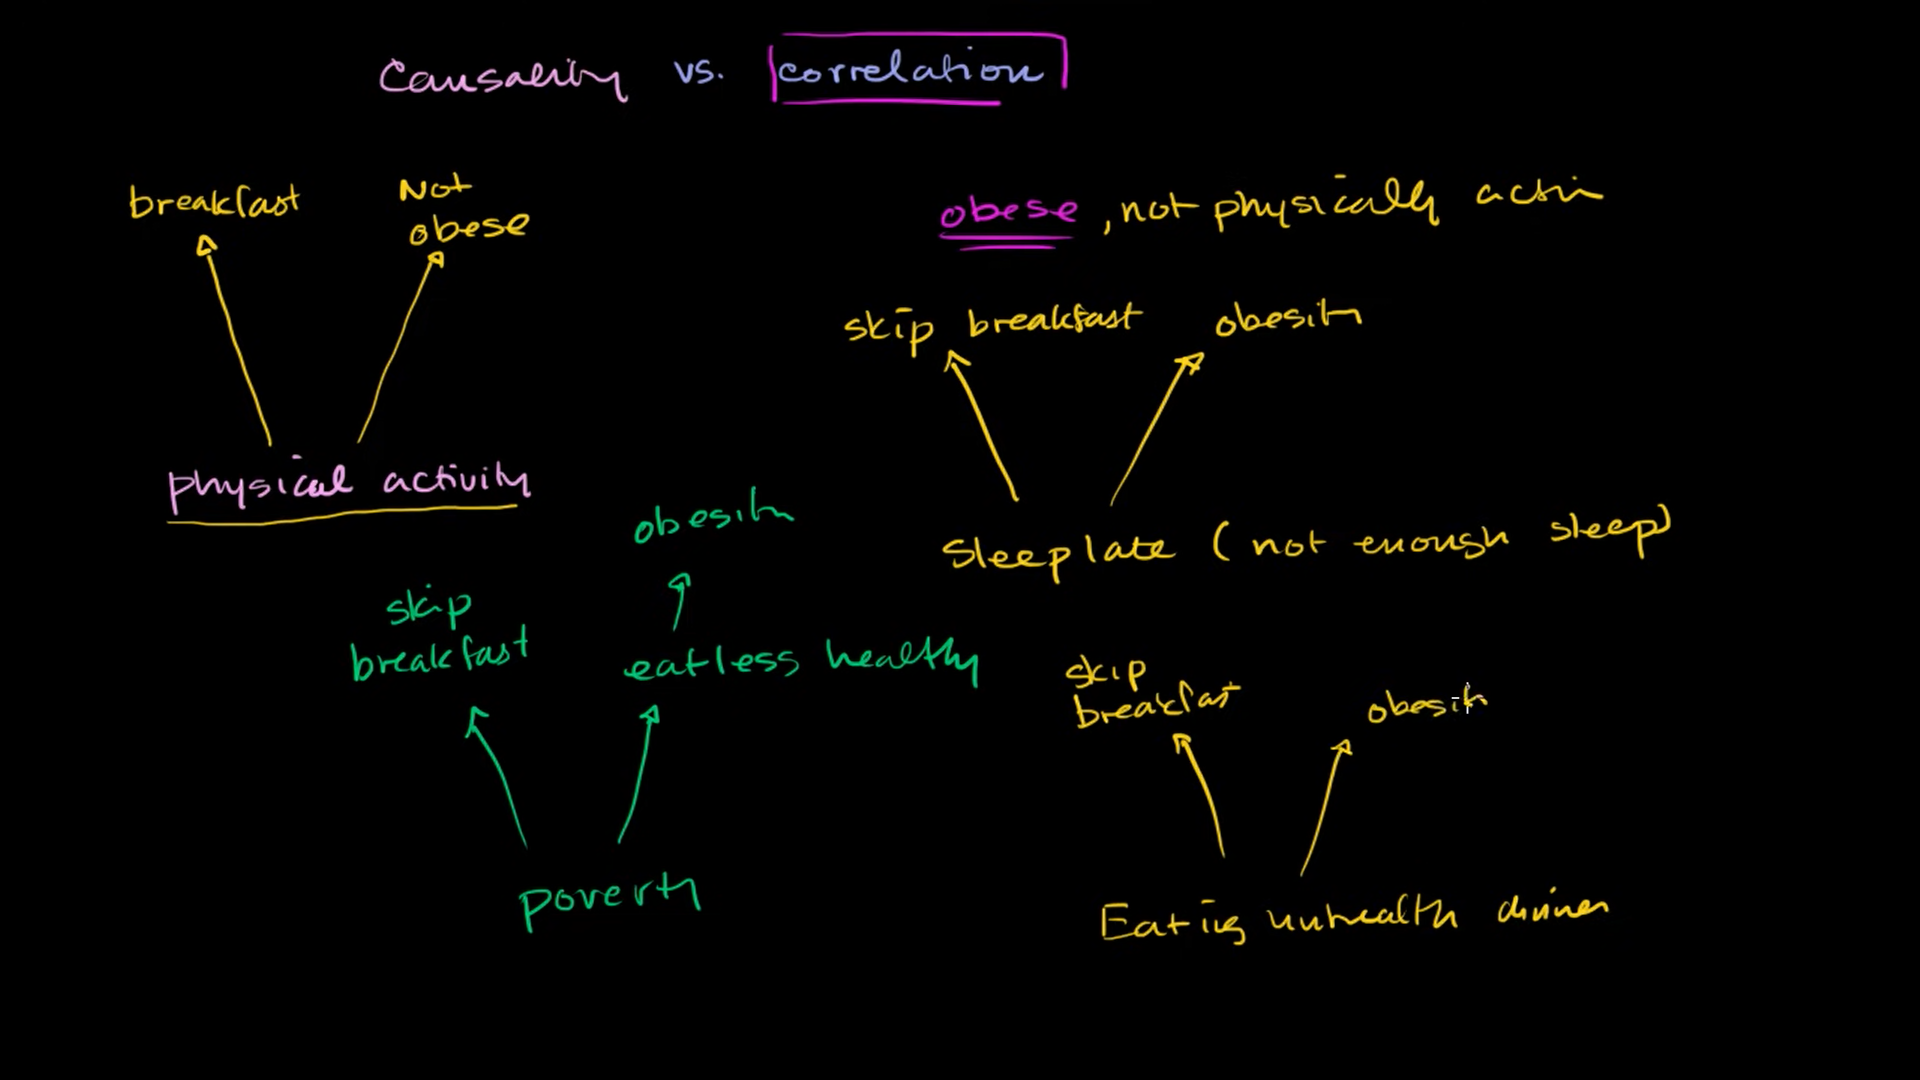 Causality vs. correlation
breakfast
Not
obese
physical activity
obese, not physically activ
skip breakfast obesity
Sleep late (not enough sleep)
obesity
skip
breakfast
eat less healthy
poverty
skip
breakfast
obesity
Eating unhealthy dinner